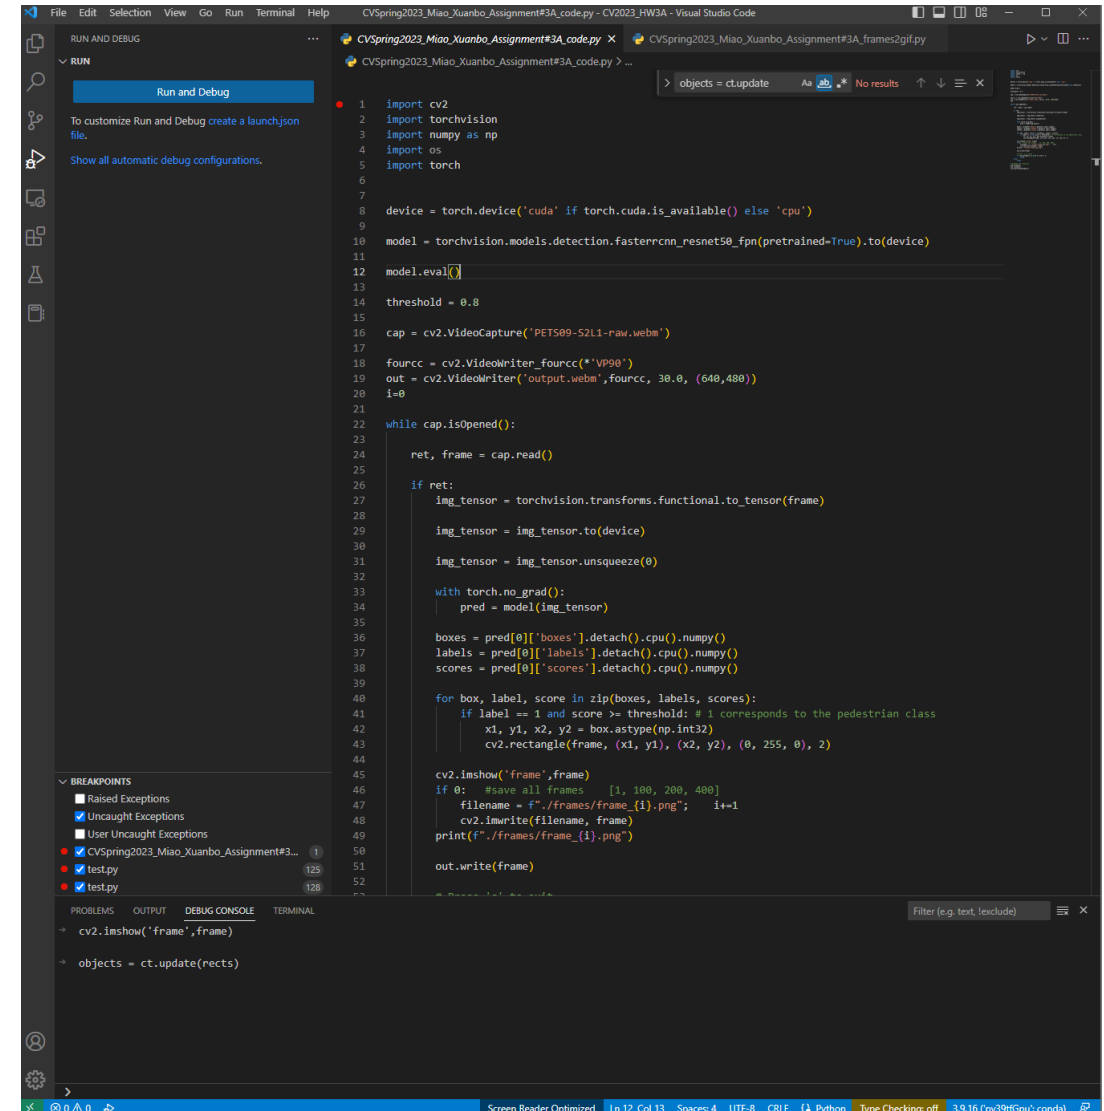 File Edit Selection View Go Run Terminal Help CVSpring2023_Miao_Xuanbo_Assignment#3A_code.py - CV2023_HW3A - Visual Studio Code
RUN AND DEBUG ...
RUN
Run and Debug
To customize Run and Debug create a launch.json
file.
Show all automatic debug configurations.
CVSpring2023_Miao_Xuanbo_Assignment#3A_code.py CVSpring2023_Miao_Xuanbo_Assignment#3A_frames2gif.py
CVSpring2023_Miao_Xuanbo_Assignment#3A_code.py > ...
objects = ct.update Aa ab No results
1 import cv2
2 import torchvision
3 import numpy as np
4 import os
5 import torch
6
7
8 device = torch.device('cuda' if torch.cuda.is_available() else 'cpu')
9
10 model = torchvision.models.detection.fasterrcnn_resnet50_fpn(pretrained=True).to(device)
11
12 model.eval()
13
14 threshold = 0.8
15
16 cap = cv2.VideoCapture('PETS09-S2L1-raw.webm')
17
18 fourcc = cv2.VideoWriter_fourcc(*'VP90')
19 out = cv2.VideoWriter('output.webm',fourcc, 30.0, (640,480))
20 i=0
21
22 while cap.isOpened():
23
24 ret, frame = cap.read()
25
26 if ret:
27 img_tensor = torchvision.transforms.functional.to_tensor(frame)
28
29 img_tensor = img_tensor.to(device)
30
31 img_tensor = img_tensor.unsqueeze(0)
32
33 with torch.no_grad():
34 pred = model(img_tensor)
35
36 boxes = pred[0]['boxes'].detach().cpu().numpy()
37 labels = pred[0]['labels'].detach().cpu().numpy()
38 scores = pred[0]['scores'].detach().cpu().numpy()
39
40 for box, label, score in zip(boxes, labels, scores):
41 if label == 1 and score >= threshold: # 1 corresponds to the pedestrian class
42 x1, y1, x2, y2 = box.astype(np.int32)
43 cv2.rectangle(frame, (x1, y1), (x2, y2), (0, 255, 0), 2)
44
45 cv2.imshow('frame',frame)
46 if 0: #save all frames [1, 100, 200, 400]
47 filename = f"./frames/frame_{i}.png"; i+=1
48 cv2.imwrite(filename, frame)
49 print(f"./frames/frame_{i}.png")
50
51 out.write(frame)
52
BREAKPOINTS
Raised Exceptions
Uncaught Exceptions
User Uncaught Exceptions
CVSpring2023_Miao_Xuanbo_Assignment#3... 1
test.py 125
test.py 128
PROBLEMS OUTPUT DEBUG CONSOLE TERMINAL Filter (e.g. text, !exclude)
cv2.imshow('frame',frame)
objects = ct.update(rects)
0 0 Screen Reader Optimized Ln 12, Col 13 Spaces: 4 UTF-8 CRLF Python Type Checking: off 3.9.16 ('py39tfGpu': conda)